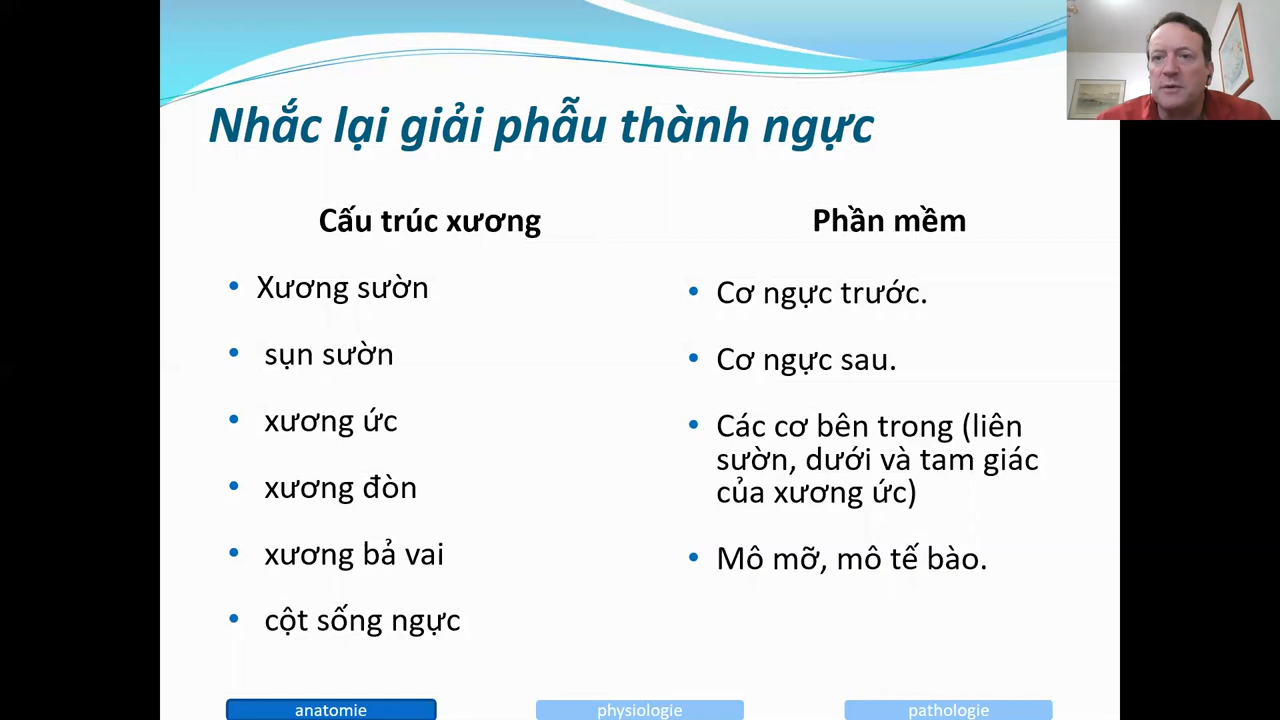 Nhắc lại giải phẫu thành ngực
Cấu trúc xương
• Xương sườn
• sụn sườn
• xương ức
• xương đòn
• xương bả vai
• cột sống ngực
Phần mềm
• Cơ ngực trước.
• Cơ ngực sau.
• Các cơ bên trong (liên
sườn, dưới và tam giác
của xương ức)
• Mô mỡ, mô tế bào.
anatomie
physiologie
pathologie